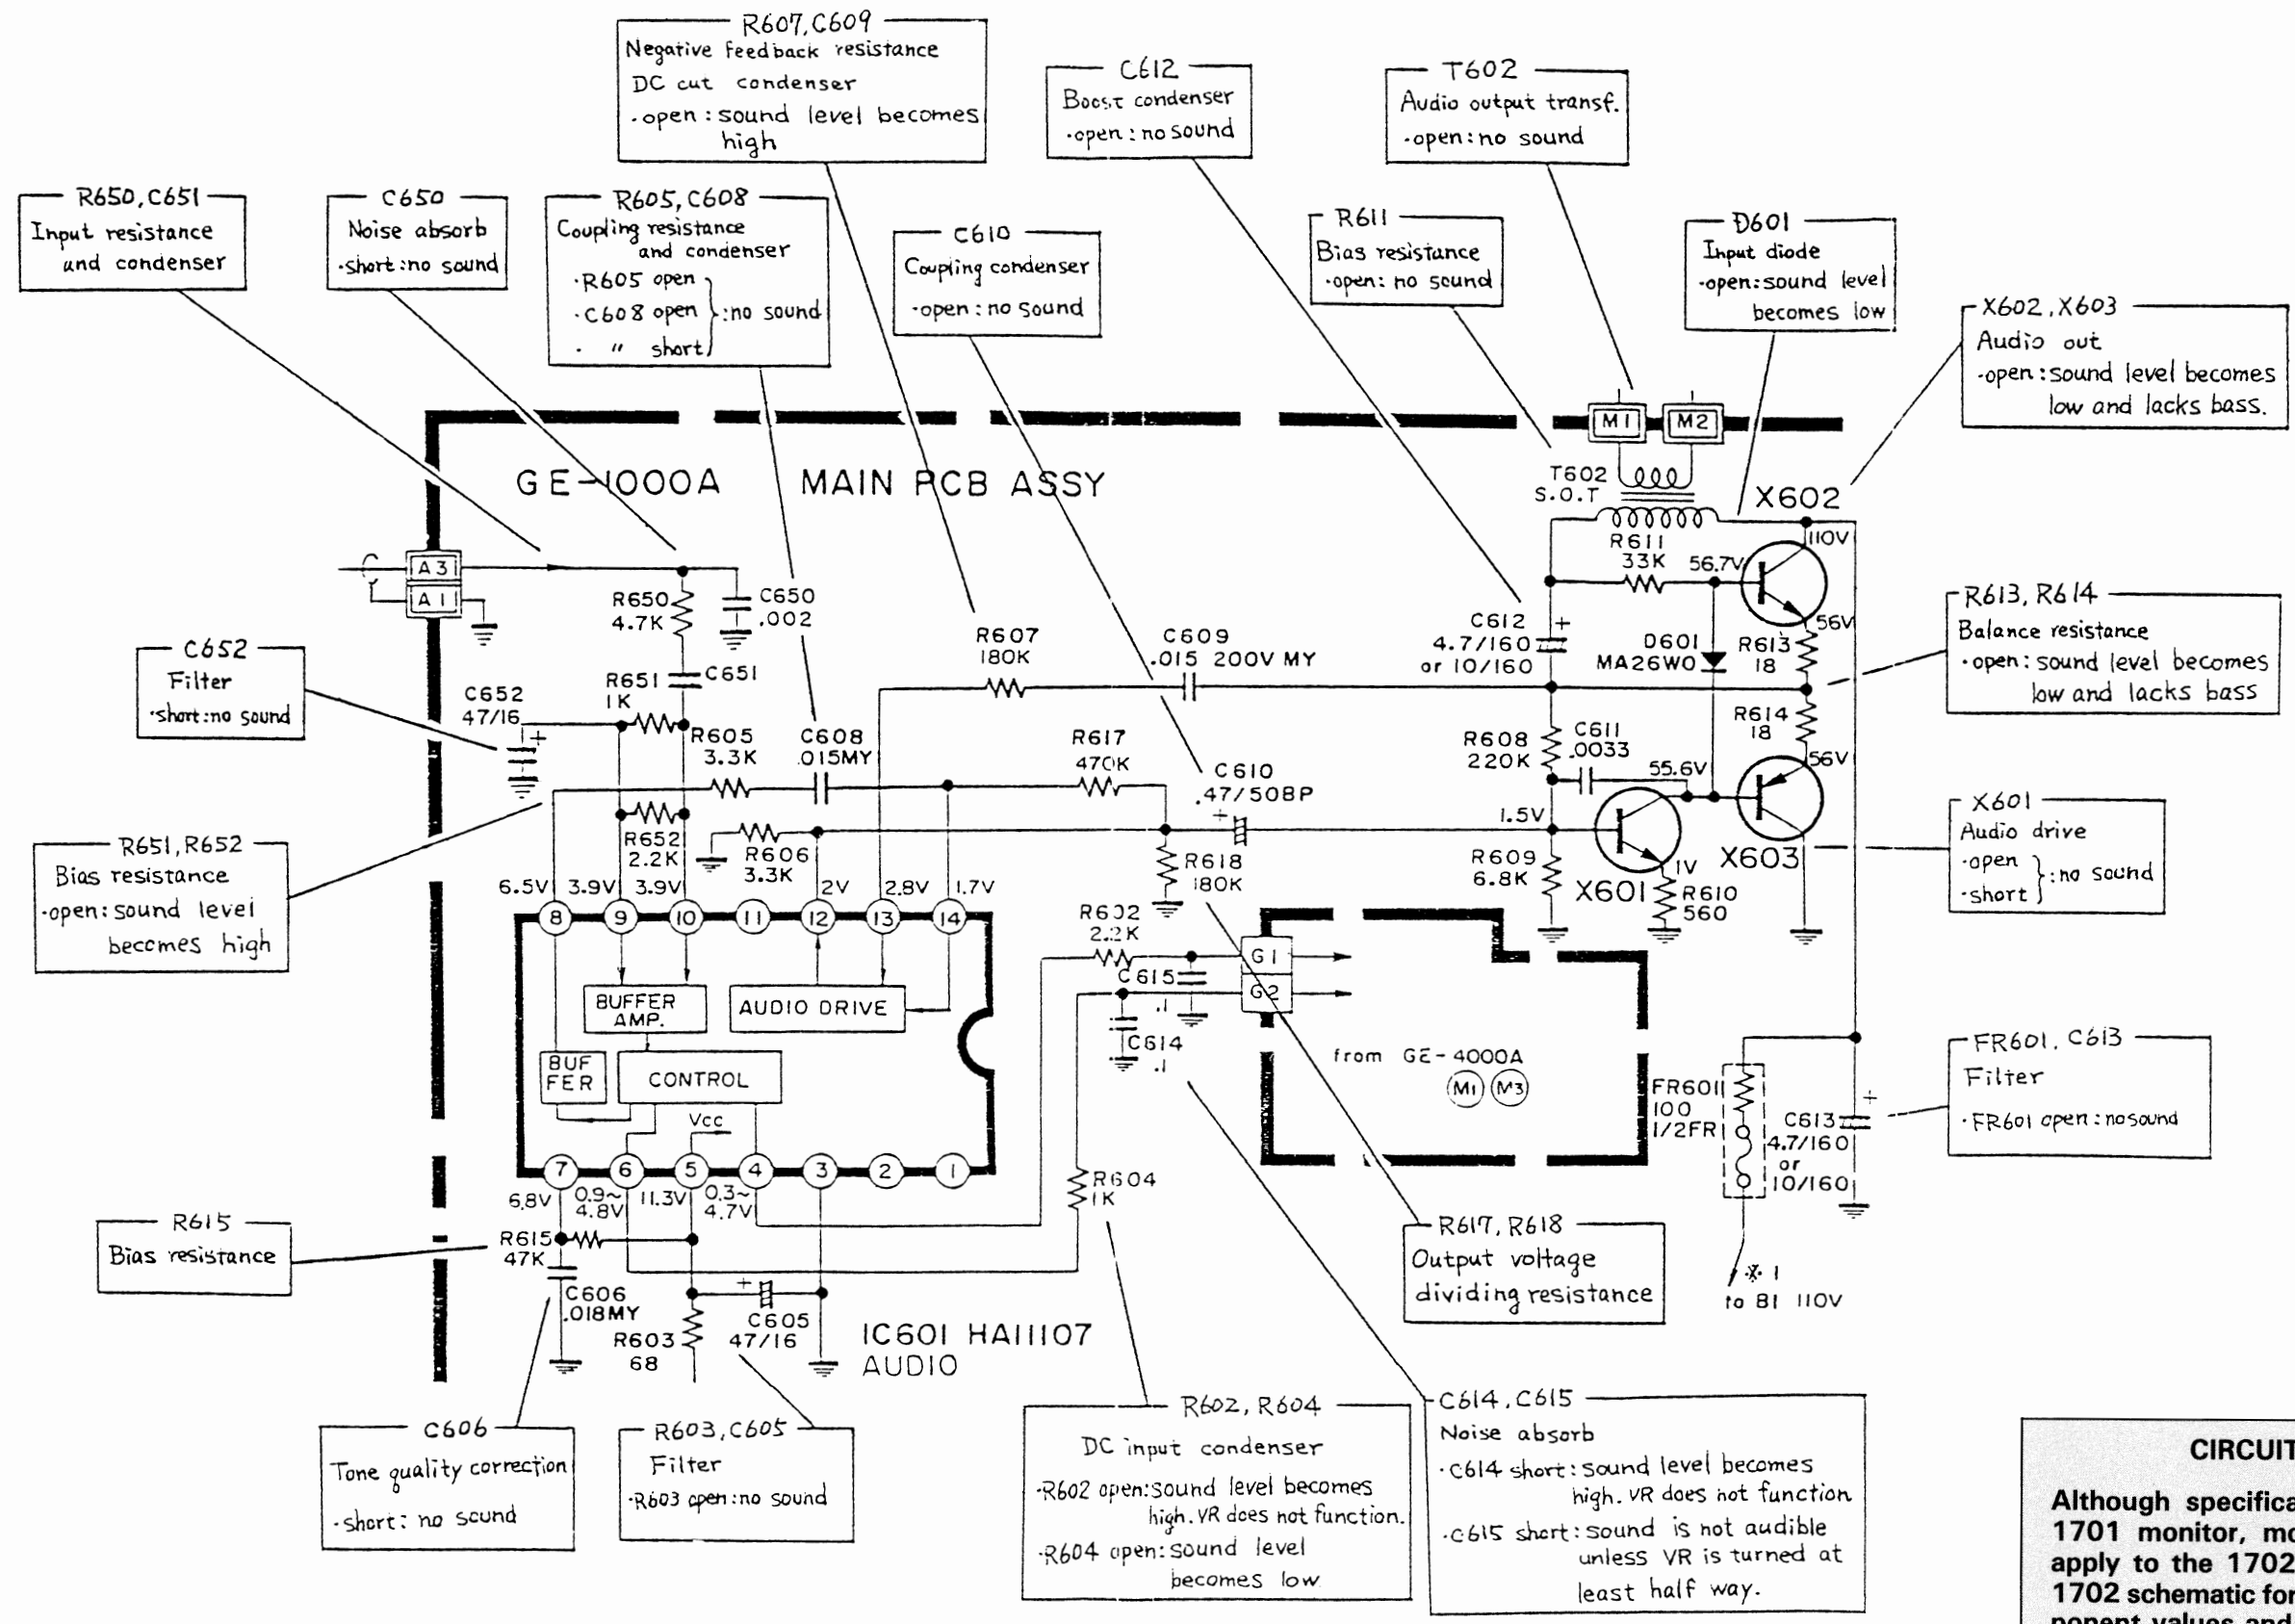 R607, C609
Negative feedback resistance
DC cut condenser
·open: sound level becomes
high
C612
Boost condenser
·open: no sound
T602
Audio output transf.
·open: no sound
R650, C651
Input resistance
and condenser
C650
Noise absorb
·short: no sound
R605, C608
Coupling resistance
and condenser
·R605 open
·C608 open
:no sound
· " short
C610
Coupling condenser
·open: no sound
R611
Bias resistance
·open: no sound
D601
Input diode
·open: sound level
becomes low
X602, X603
Audio out
·open: sound level becomes
low and lacks bass.
M1
M2
GE-1000A MAIN PCB ASSY
T602
S.O.T
X602
110V
R611
33K
56.7V
A3
A1
R650
4.7K
C650
.002
C652
Filter
·short: no sound
C652
47/16
+
R651
1K
C651
R607
180K
C609
.015 200V MY
C612
4.7/160
or 10/160
+
D601
MA26WO
56V
R613
18
R613, R614
Balance resistance
·open: sound level becomes
low and lacks bass
R605
3.3K
C608
.015MY
R617
470K
C610
.47/50BP
+
R608
220K
C611
.0033
55.6V
R614
18
56V
1.5V
R651, R652
Bias resistance
·open: sound level
becomes high
R652
2.2K
R606
3.3K
R618
180K
R609
6.8K
X601
1V
R610
560
X603
X601
Audio drive
·open
·short
:no sound
6.5V
3.9V
3.9V
2V
2.8V
1.7V
8
9
10
11
12
13
14
R602
2.2K
C615
.1
G1
G2
C614
.1
BUFFER
AMP.
AUDIO DRIVE
BUF
FER
CONTROL
Vcc
from GE-4000A
M1
M3
FR601
100
1/2FR
C613
4.7/160
or
10/160
+
FR601, C613
Filter
·FR601 open: no sound
7
6
5
4
3
2
1
6.8V
0.9~
4.8V
11.3V
0.3~
4.7V
R604
1K
R615
Bias resistance
R615
47K
C606
.018MY
R603
68
+
C605
47/16
IC601 HA11107
AUDIO
R617, R618
Output voltage
dividing resistance
※1
to B1 110V
C606
Tone quality correction
·short: no sound
R603, C605
Filter
·R603 open: no sound
R602, R604
DC input condenser
·R602 open: sound level becomes
high. VR does not function.
·R604 open: sound level
becomes low
C614, C615
Noise absorb
·C614 short: sound level becomes
high. VR does not function
·C615 short: sound is not audible
unless VR is turned at
least half way.
CIRCUIT
Although specifica
1701 monitor, mo
apply to the 1702
1702 schematic for
ponent values and